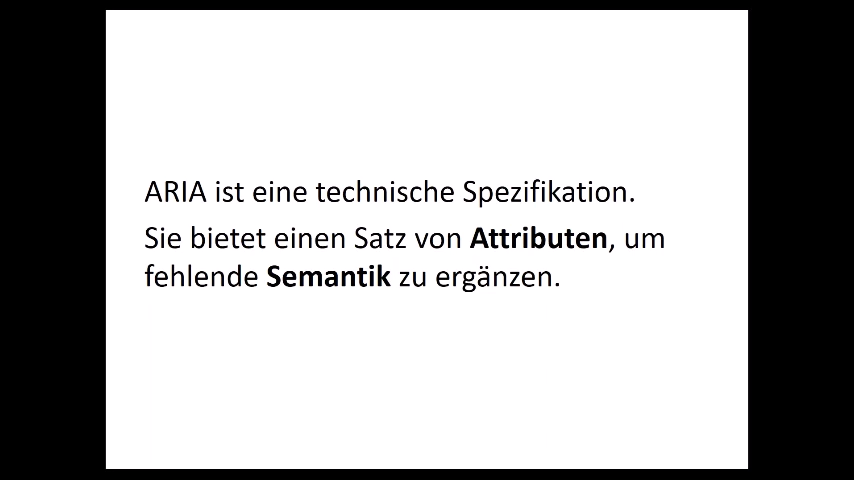 ARIA ist eine technische Spezifikation.
Sie bietet einen Satz von Attributen, um
fehlende Semantik zu ergänzen.